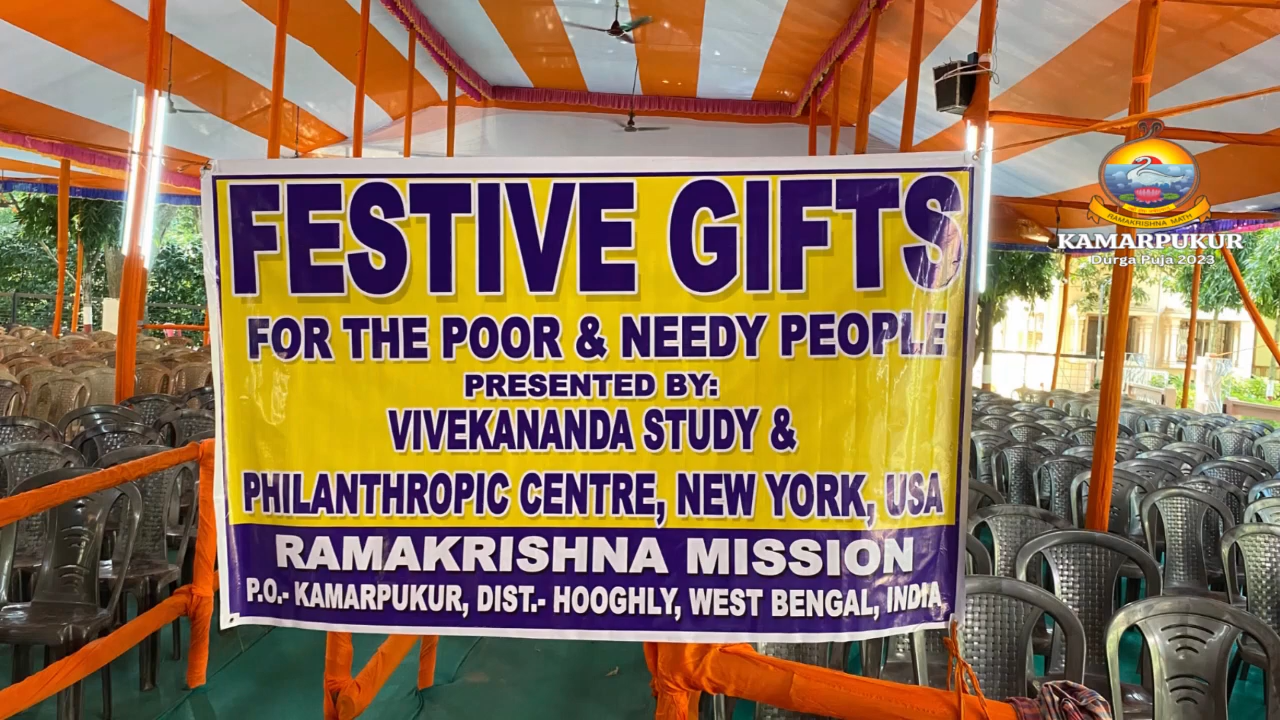 FESTIVE GIFTS
FOR THE POOR & NEEDY PEOPLE
PRESENTED BY:
VIVEKANANDA STUDY &
PHILANTHROPIC CENTRE, NEW YORK, USA
RAMAKRISHNA MISSION
P.O.- KAMARPUKUR, DIST.- HOOGHLY, WEST BENGAL, INDIA
RAMAKRISHNA MATH
KAMARPUKUR
Durga Puja 2023